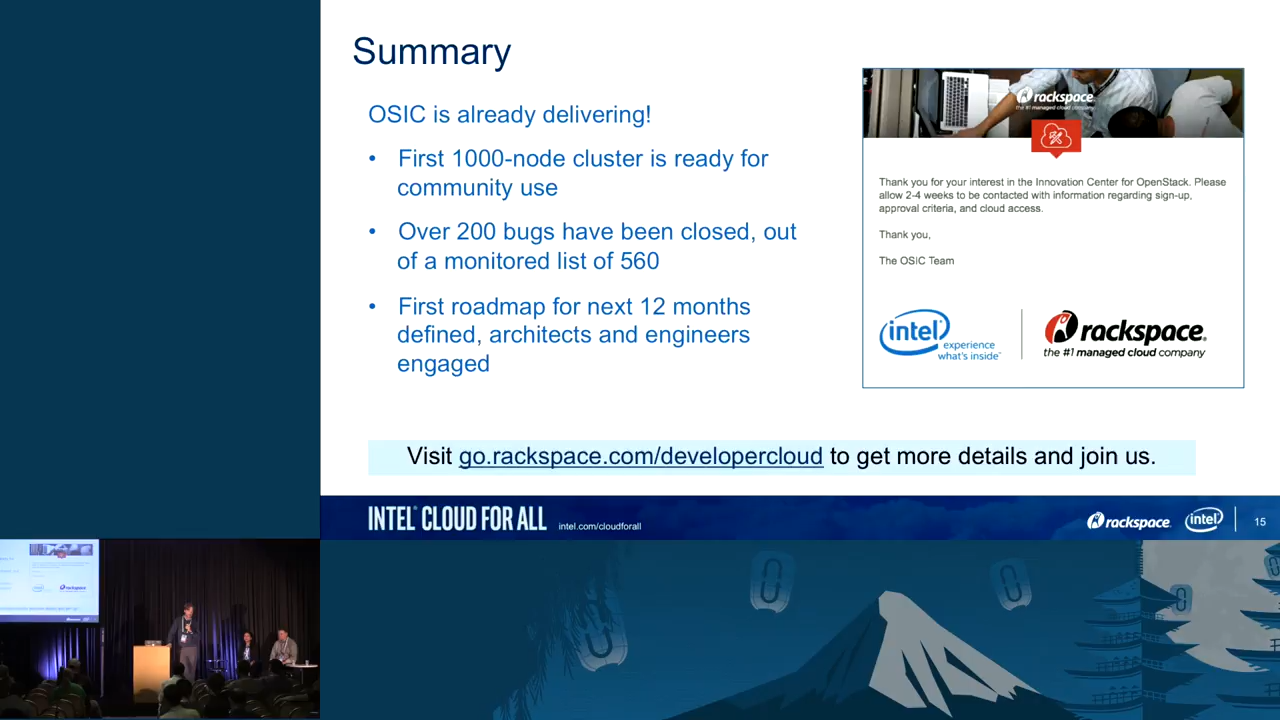 Summary
OSIC is already delivering!
• First 1000-node cluster is ready for
community use
• Over 200 bugs have been closed, out
of a monitored list of 560
• First roadmap for next 12 months
defined, architects and engineers
engaged
rackspace
the #1 managed cloud company
Thank you for your interest in the Innovation Center for OpenStack. Please
allow 2-4 weeks to be contacted with information regarding sign-up,
approval criteria, and cloud access.
Thank you,
The OSIC Team
intel
experience
what's inside™
rackspace®
the #1 managed cloud company
Visit go.rackspace.com/developercloud to get more details and join us.
INTEL® CLOUD FOR ALL
intel.com/cloudforall
rackspace
intel
15